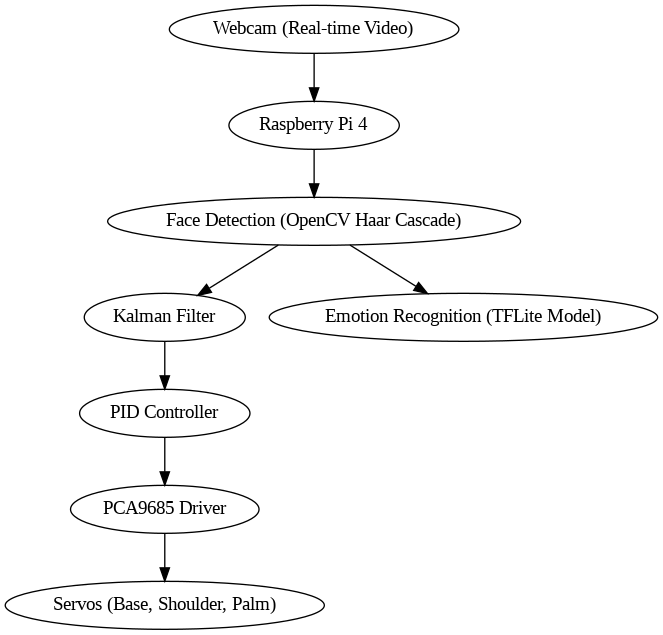 Webcam (Real-time Video)
Raspberry Pi 4
Face Detection (OpenCV Haar Cascade)
Kalman Filter
Emotion Recognition (TFLite Model)
PID Controller
PCA9685 Driver
Servos (Base, Shoulder, Palm)